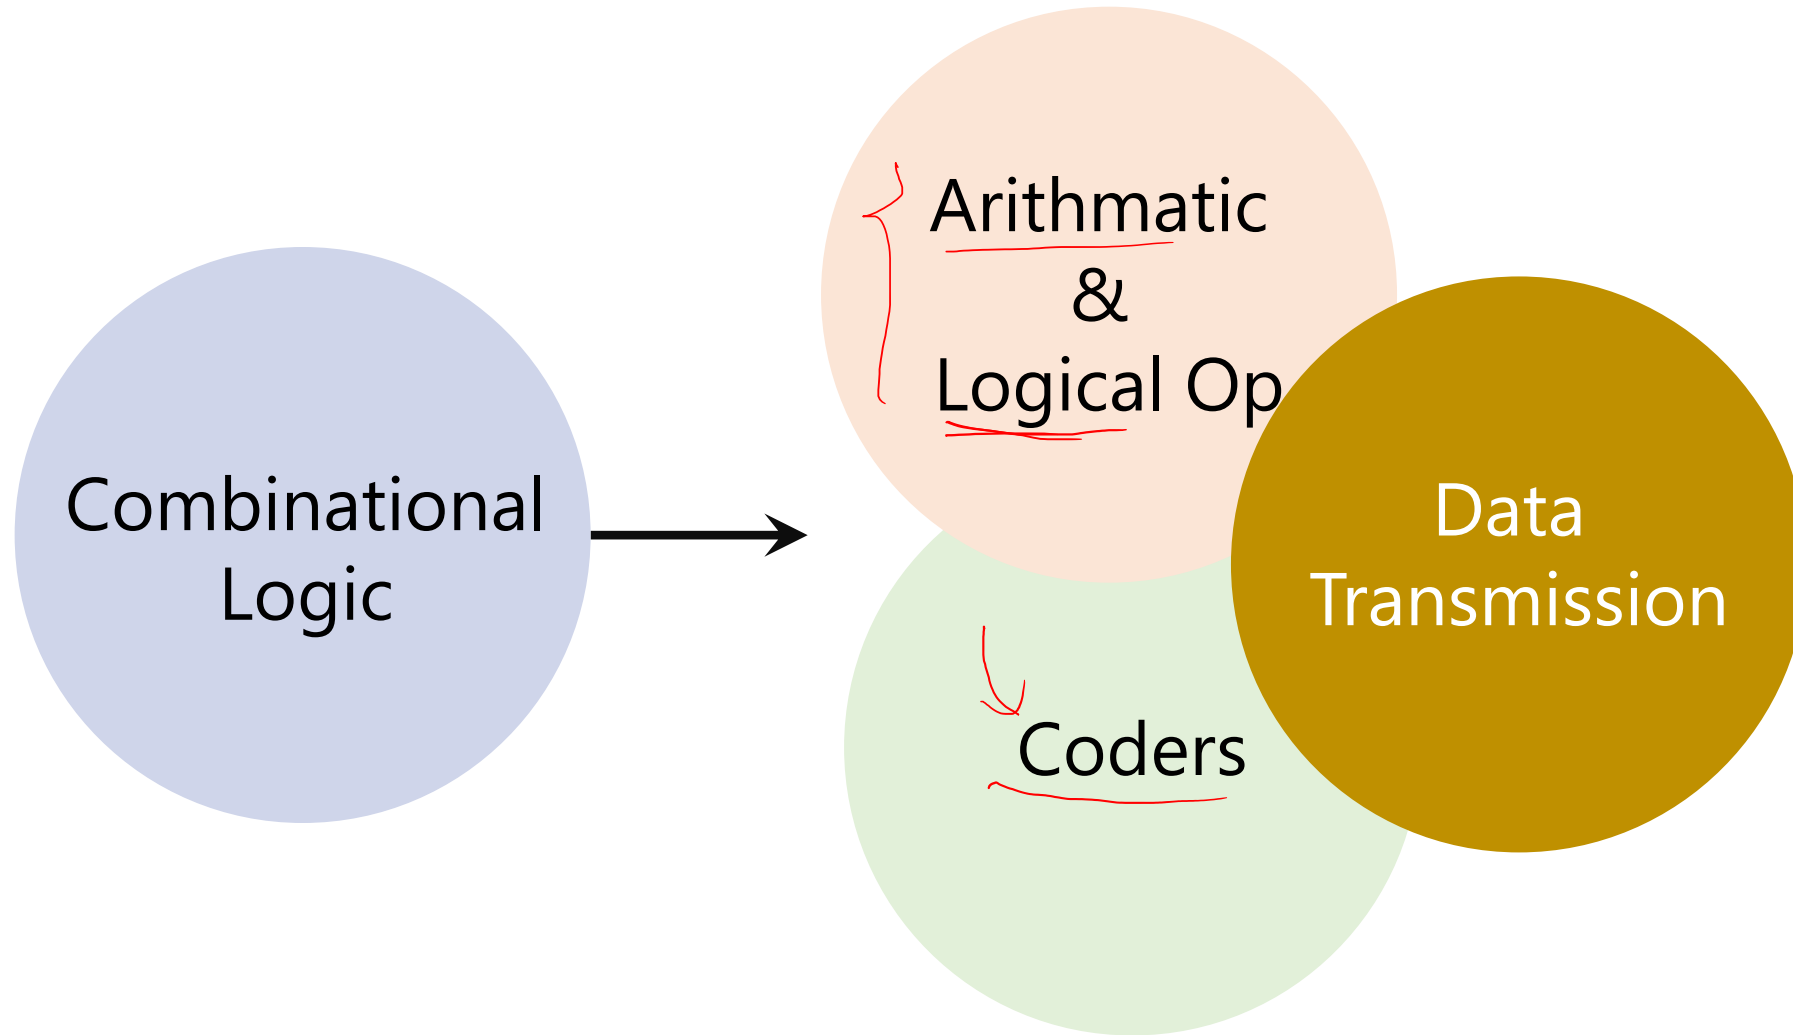 Combinational
Logic
Arithmatic
&
Logical Op
Coders
Data
Transmission